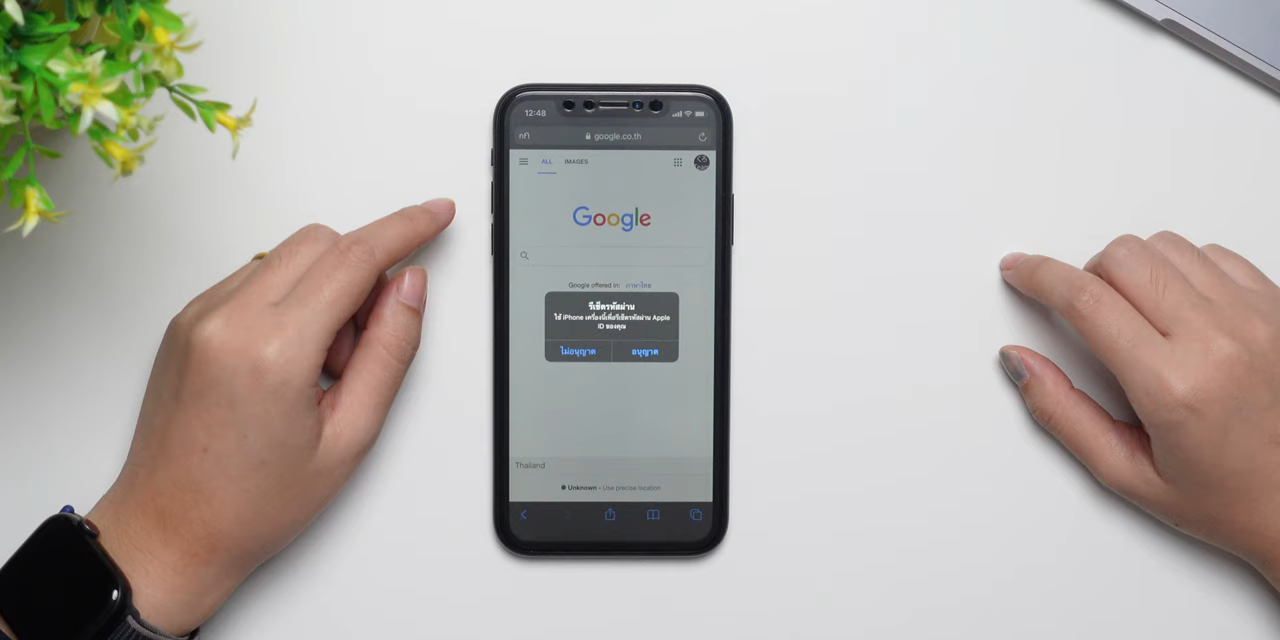 12:48
กกิ google.co.th
ALL IMAGES
Google
Google offered in: ภาษาไทย
รีเซ็ตรหัสผ่าน
ใช้ iPhone เครื่องนี้เพื่อรีเซ็ตรหัสผ่าน Apple
ID ของคุณ
ไม่อนุญาต อนุญาต
Thailand
Unknown - Use precise location